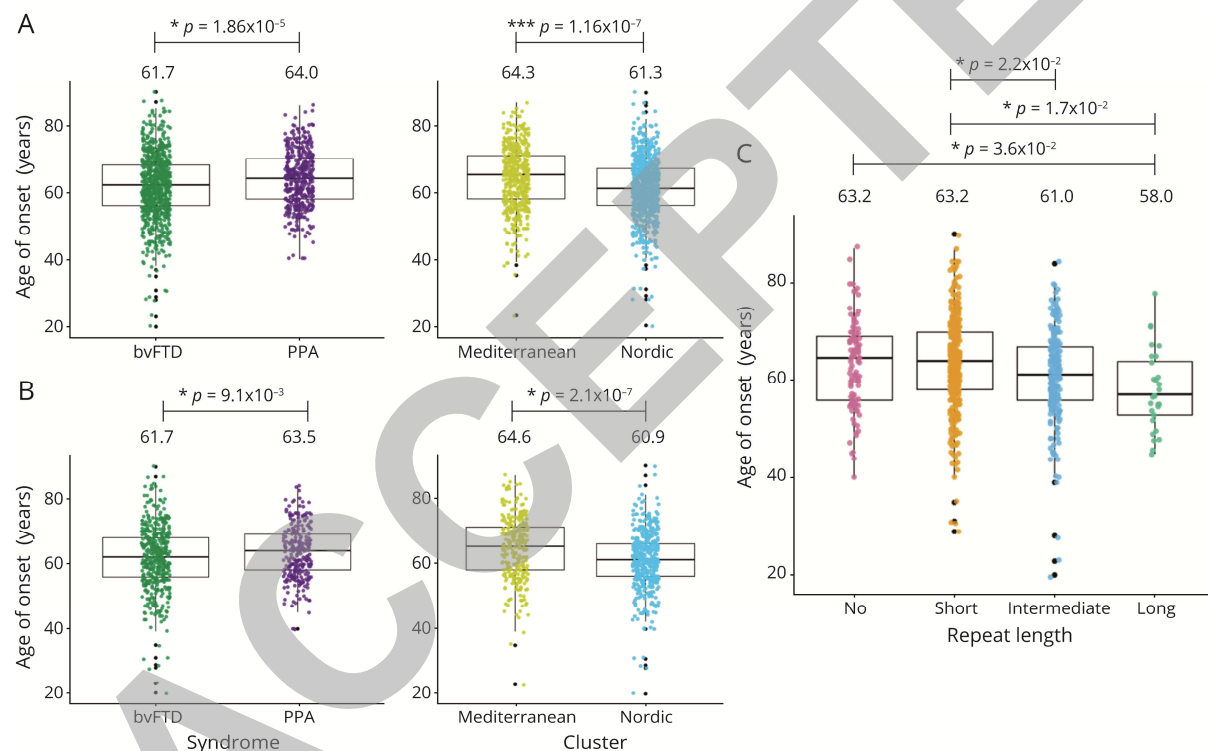 A
* p = 1.86x10⁻⁵
61.7 64.0
*** p = 1.16x10⁻⁷
64.3 61.3
Age of onset (years)
80
60
40
20
bvFTD PPA
80
60
40
20
Mediterranean Nordic
B
* p = 9.1x10⁻³
61.7 63.5
* p = 2.1x10⁻⁷
64.6 60.9
Age of onset (years)
80
60
40
20
bvFTD PPA
Syndrome
80
60
40
20
Mediterranean Nordic
Cluster
C
* p = 2.2x10⁻²
* p = 1.7x10⁻²
* p = 3.6x10⁻²
63.2 63.2 61.0 58.0
Age of onset (years)
80
60
40
20
No Short Intermediate Long
Repeat length
ACCEPTE